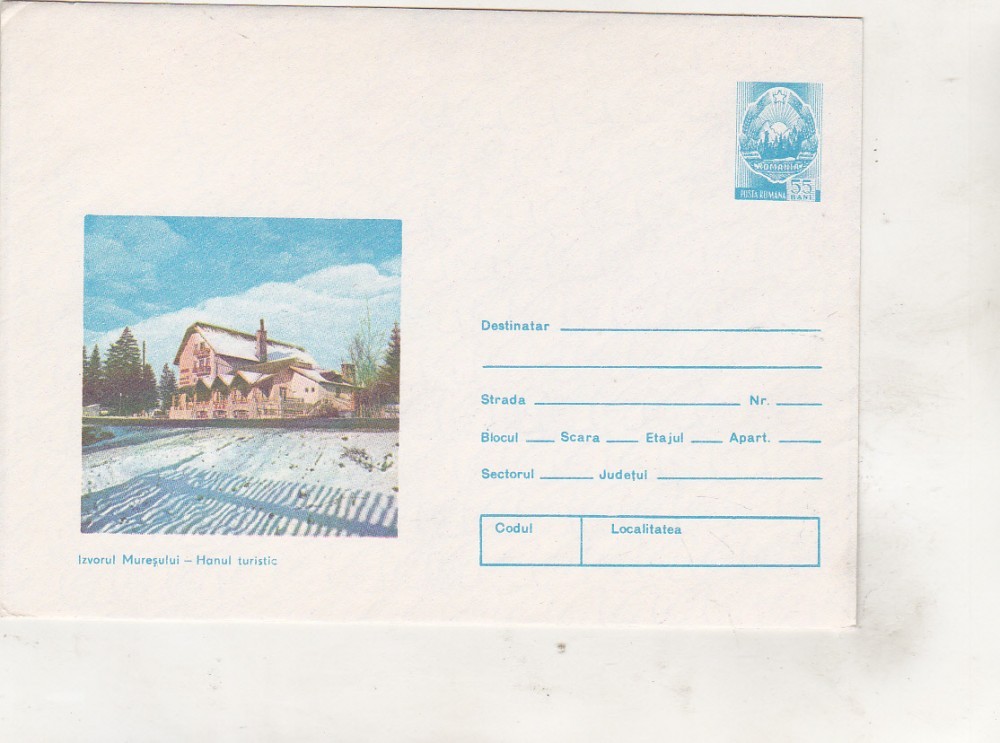 ROMANIA
POSTA ROMANA 55
BANI
Destinatar
Strada Nr.
Blocul Scara Etajul Apart.
Sectorul Județul
Codul Localitatea
Izvorul Mureșului – Hanul turistic